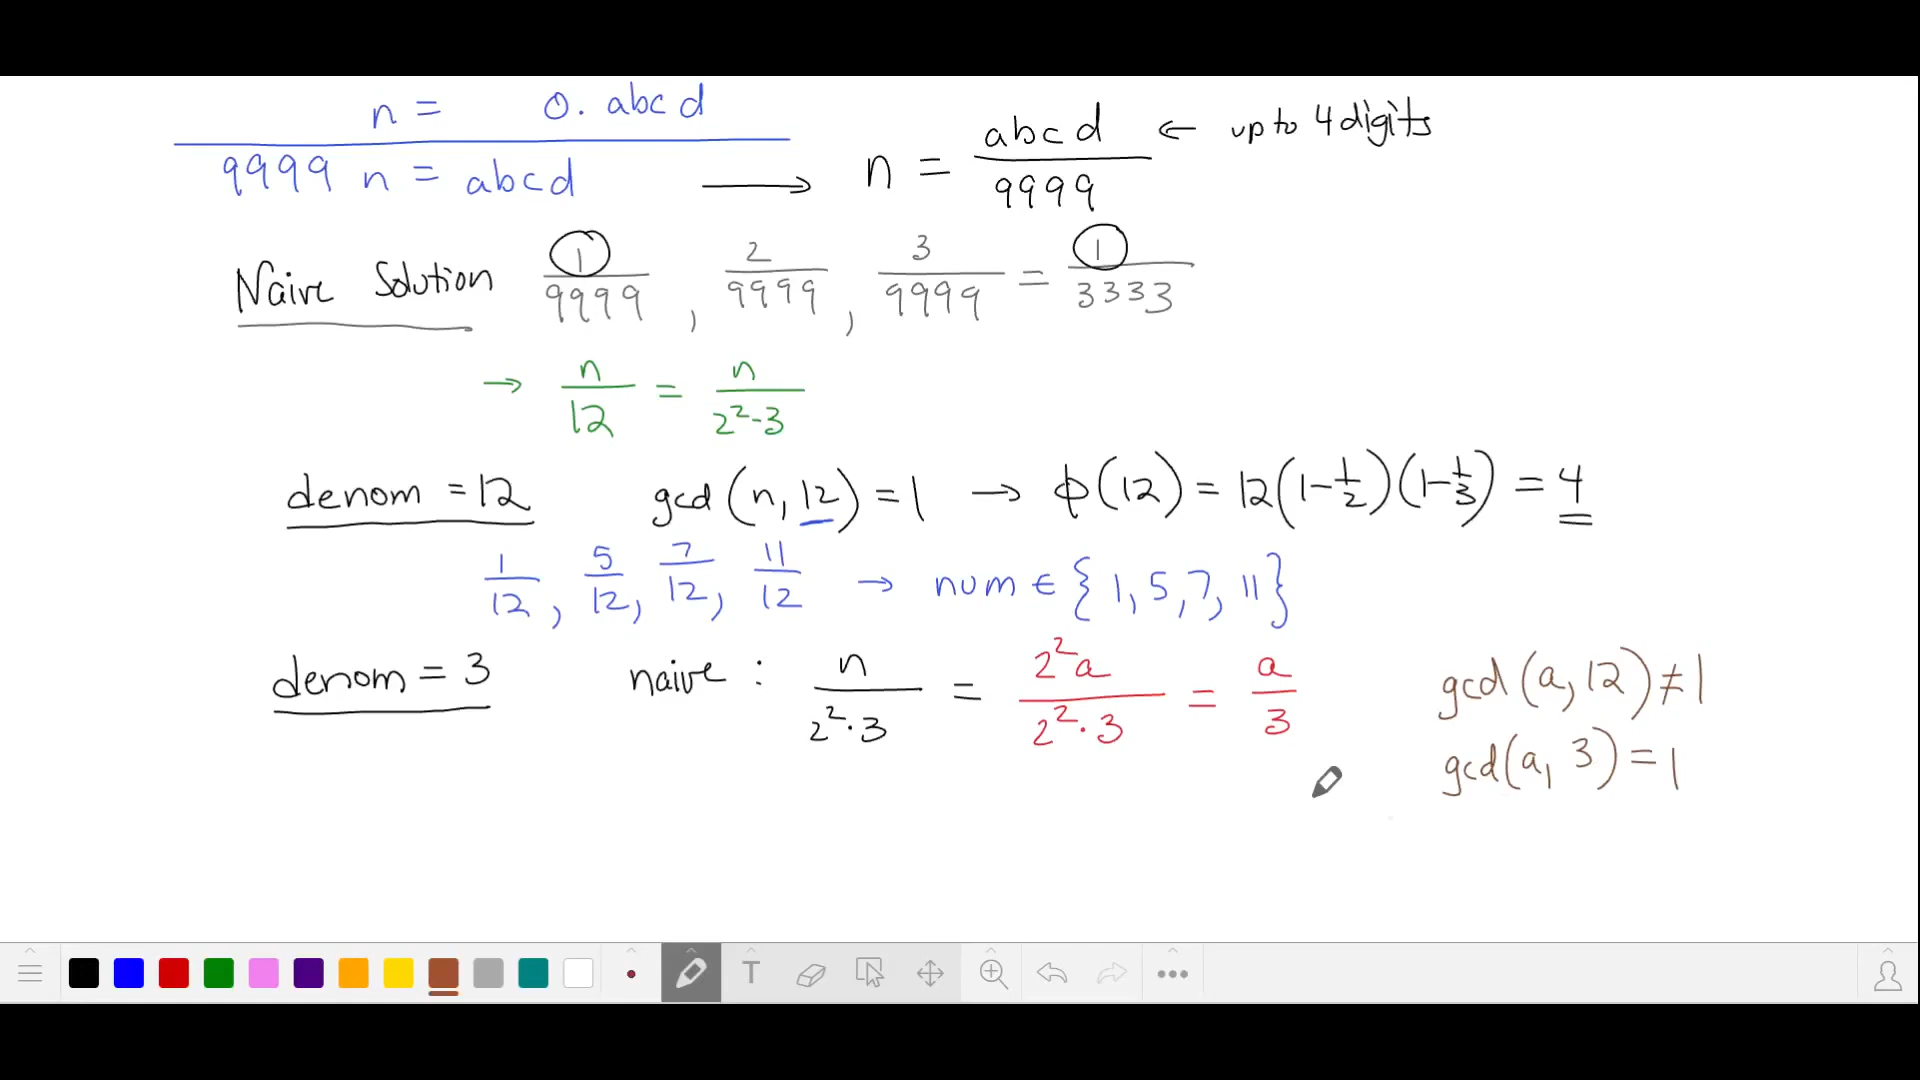 n = 0. abcd
9999 n = abcd → n = abcd / 9999 ← up to 4 digits
Naive Solution 1/9999 , 2/9999 , 3/9999 = 1/3333
→ n/12 = n/2²·3
denom = 12 gcd(n, 12) = 1 → φ(12) = 12(1-1/2)(1-1/3) = 4
1/12 , 5/12 , 7/12 , 11/12 → num ∈ {1, 5, 7, 11}
denom = 3 naive : n/2²·3 = 2²a/2²·3 = a/3 gcd(a, 12) ≠ 1
gcd(a, 3) = 1
T